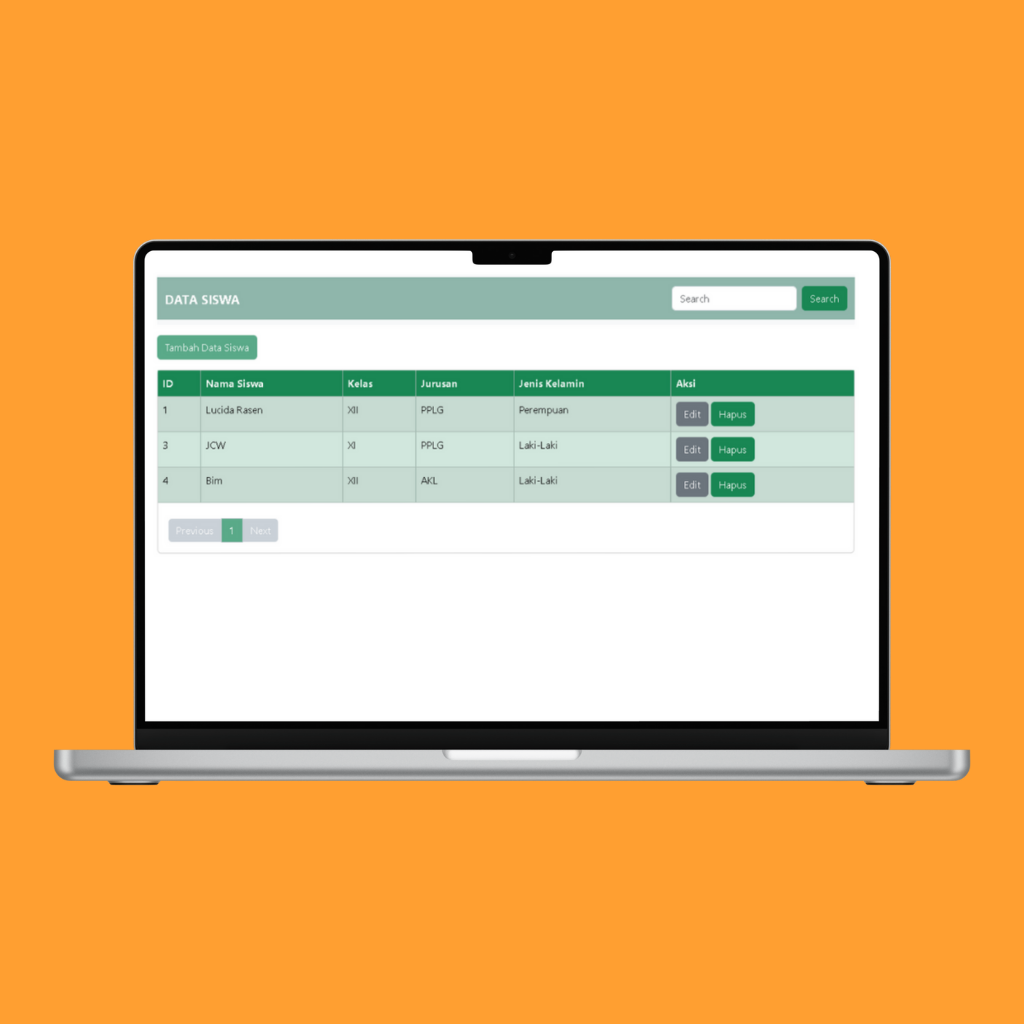 DATA SISWA
Search
Search
Tambah Data Siswa
ID Nama Siswa Kelas Jurusan Jenis Kelamin Aksi
1 Lucida Rasen XII PPLG Perempuan Edit Hapus
3 JCW XI PPLG Laki-Laki Edit Hapus
4 Bim XII AKL Laki-Laki Edit Hapus
Previous 1 Next